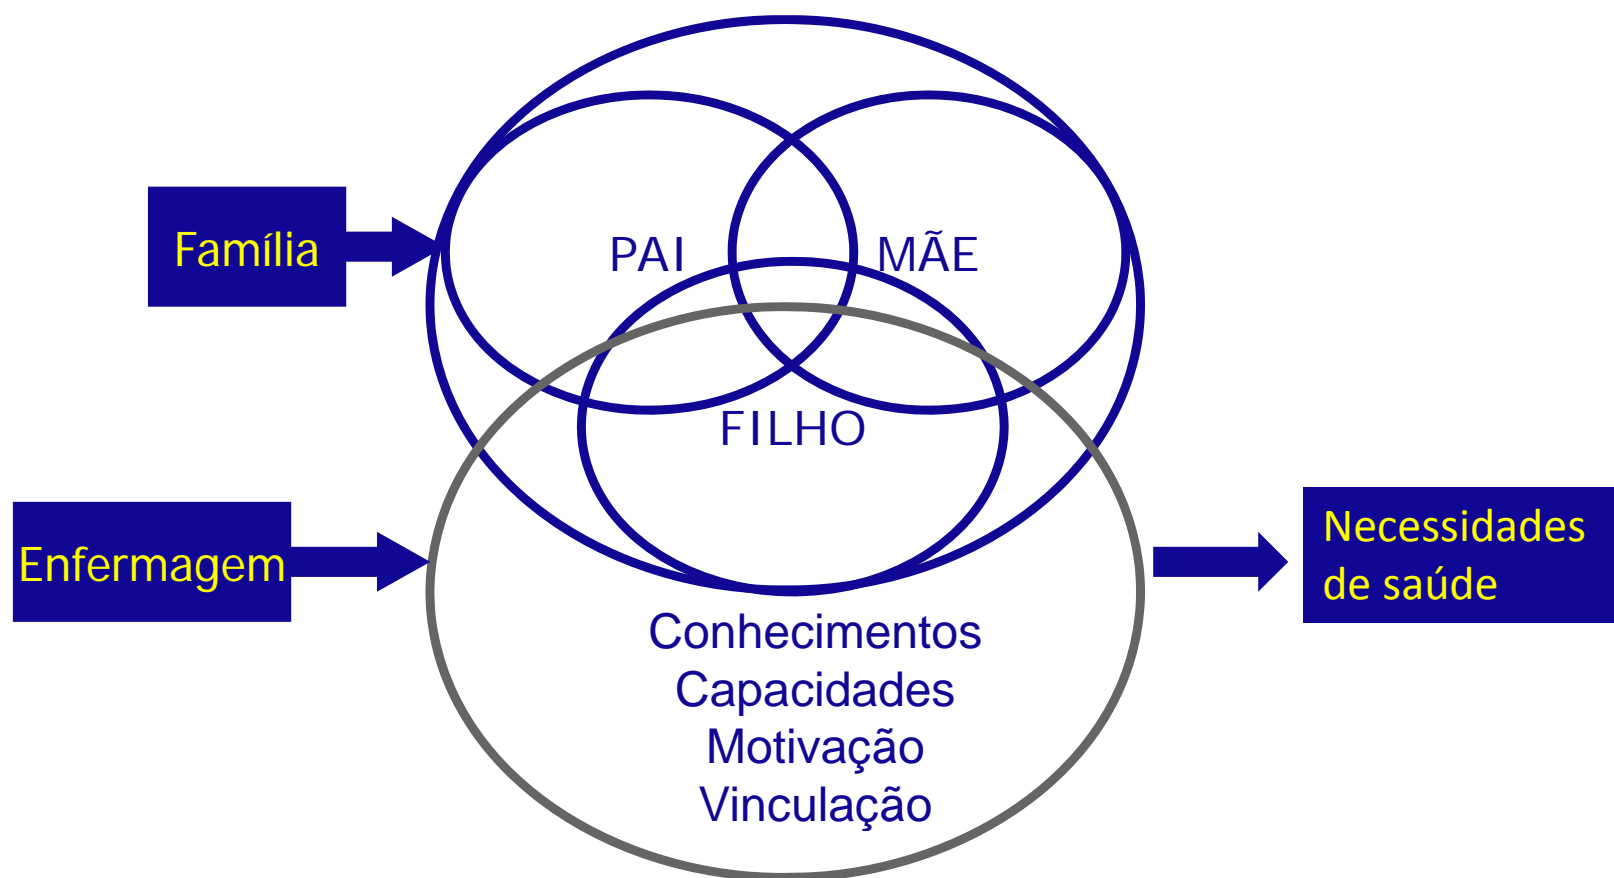 Família
PAI
MÃE
FILHO
Enfermagem
Necessidades
de saúde
Conhecimentos
Capacidades
Motivação
Vinculação